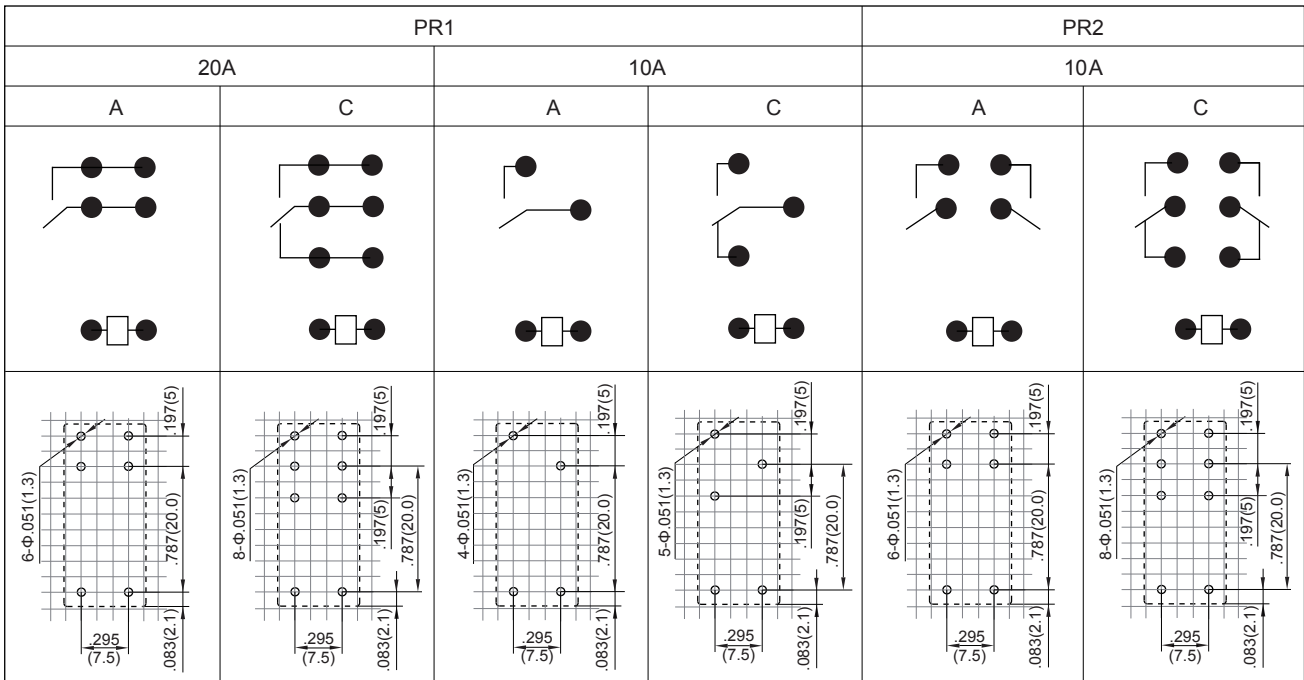 PR1
PR2
20A
10A
10A
A
C
A
C
A
C
6-Φ.051(1.3)
.197(5)
.787(20.0)
.083(2.1)
.295
(7.5)
8-Φ.051(1.3)
.197(5)
.197(5)
.787(20.0)
.083(2.1)
.295
(7.5)
4-Φ.051(1.3)
.197(5)
.787(20.0)
.083(2.1)
.295
(7.5)
5-Φ.051(1.3)
.197(5)
.197(5)
.787(20.0)
.083(2.1)
.295
(7.5)
6-Φ.051(1.3)
.197(5)
.787(20.0)
.083(2.1)
.295
(7.5)
8-Φ.051(1.3)
.197(5)
.197(5)
.787(20.0)
.083(2.1)
.295
(7.5)